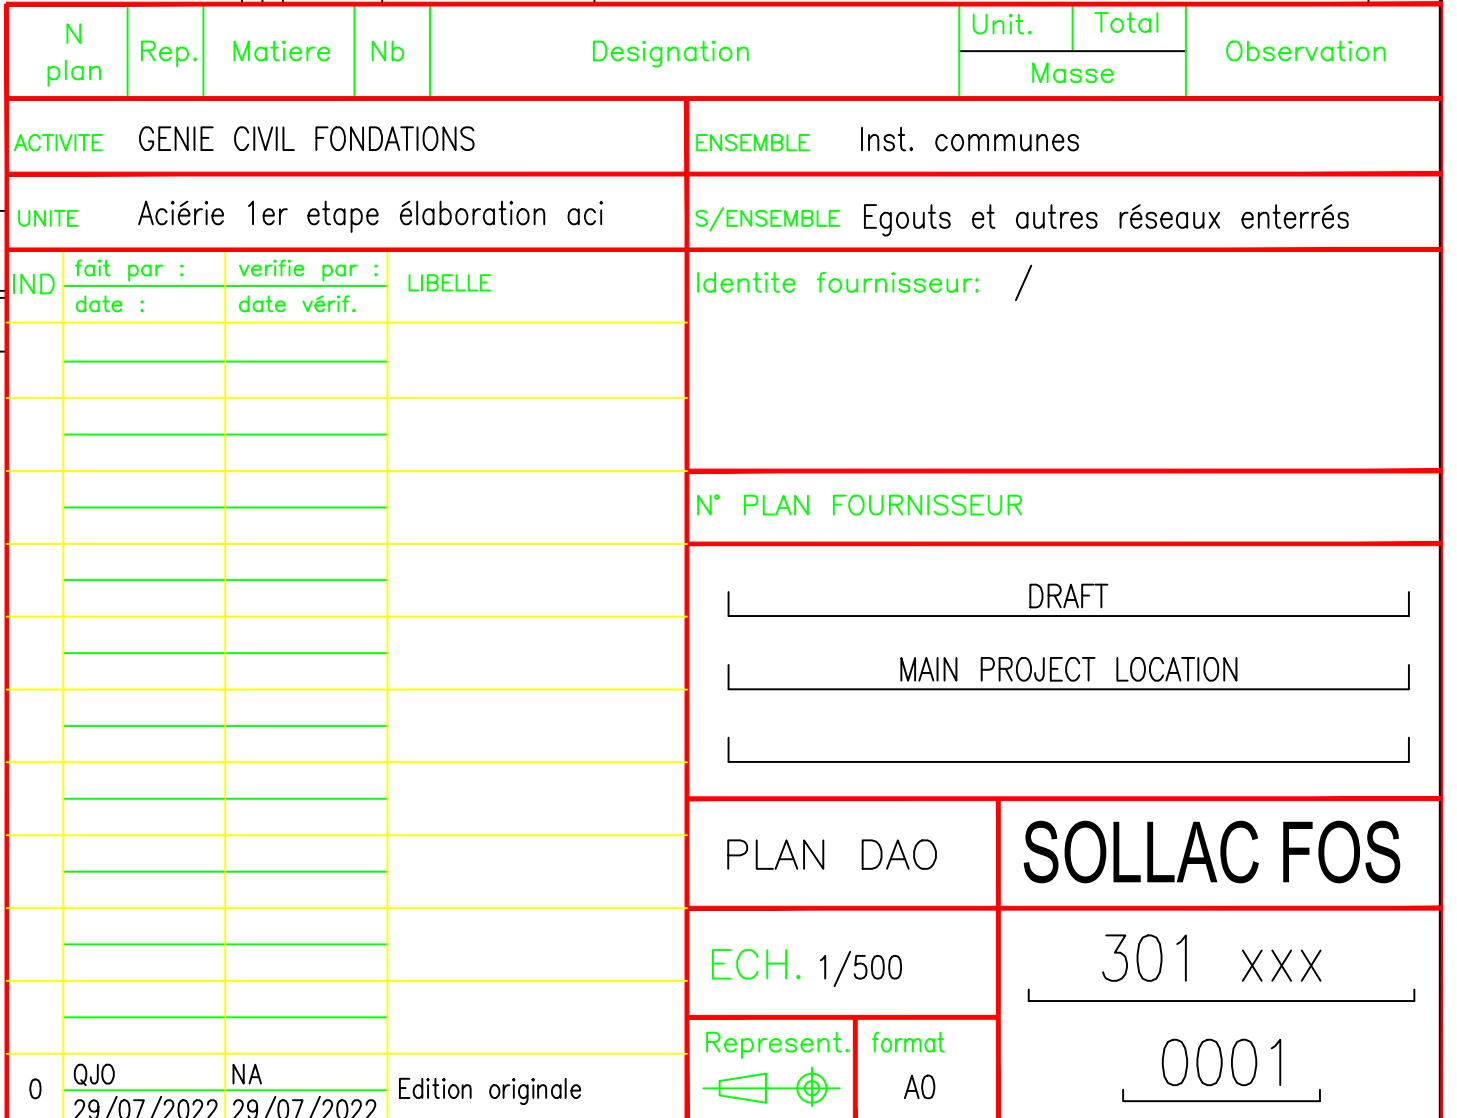 N plan Rep. Matiere Nb Designation Unit. Total Masse Observation
ACTIVITE GENIE CIVIL FONDATIONS
ENSEMBLE Inst. communes
UNITE Aciérie 1er etape élaboration aci
S/ENSEMBLE Egouts et autres réseaux enterrés
IND
fait par :
date :
verifie par :
date vérif.
LIBELLE
Identite fournisseur: /
N° PLAN FOURNISSEUR
DRAFT
MAIN PROJECT LOCATION
PLAN DAO
SOLLAC FOS
ECH. 1/500
301 xxx
Represent.
format
A0
0001
0
QJO
29/07/2022
NA
29/07/2022
Edition originale